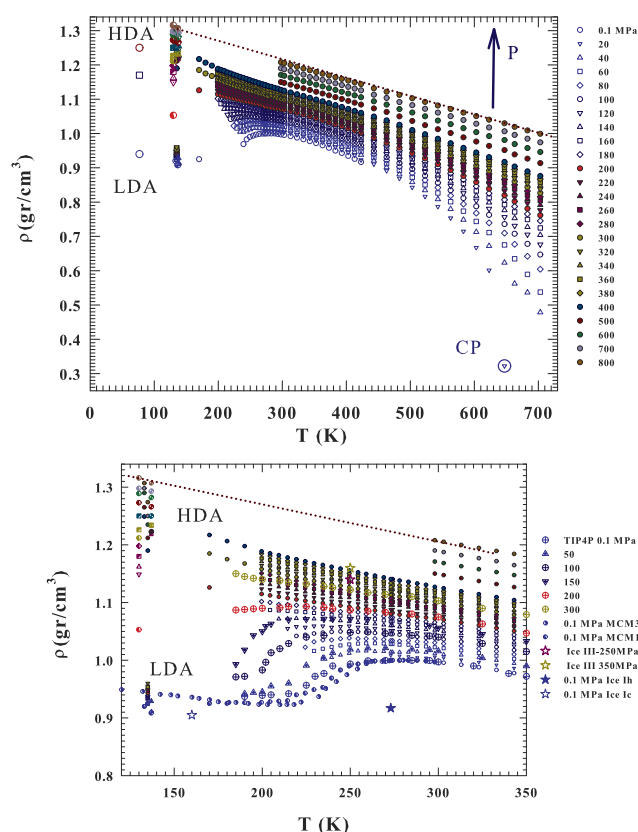 HDA
LDA
P
CP
ρ (gr/cm³)
1.3
1.2
1.1
1.0
0.9
0.8
0.7
0.6
0.5
0.4
0.3
0 100 200 300 400 500 600 700
T (K)
0.1 MPa
20
40
60
80
100
120
140
160
180
200
220
240
260
280
300
320
340
360
380
400
500
600
700
800
HDA
LDA
ρ (gr/cm³)
1.3
1.2
1.1
1.0
0.9
0.8
150 200 250 300 350
T (K)
TIP4P 0.1 MPa
50
100
150
200
300
0.1 MPa MCM3
0.1 MPa MCM1
Ice III-250MPa
Ice III 350MPa
0.1 MPa Ice Ih
0.1 MPa Ice Ic